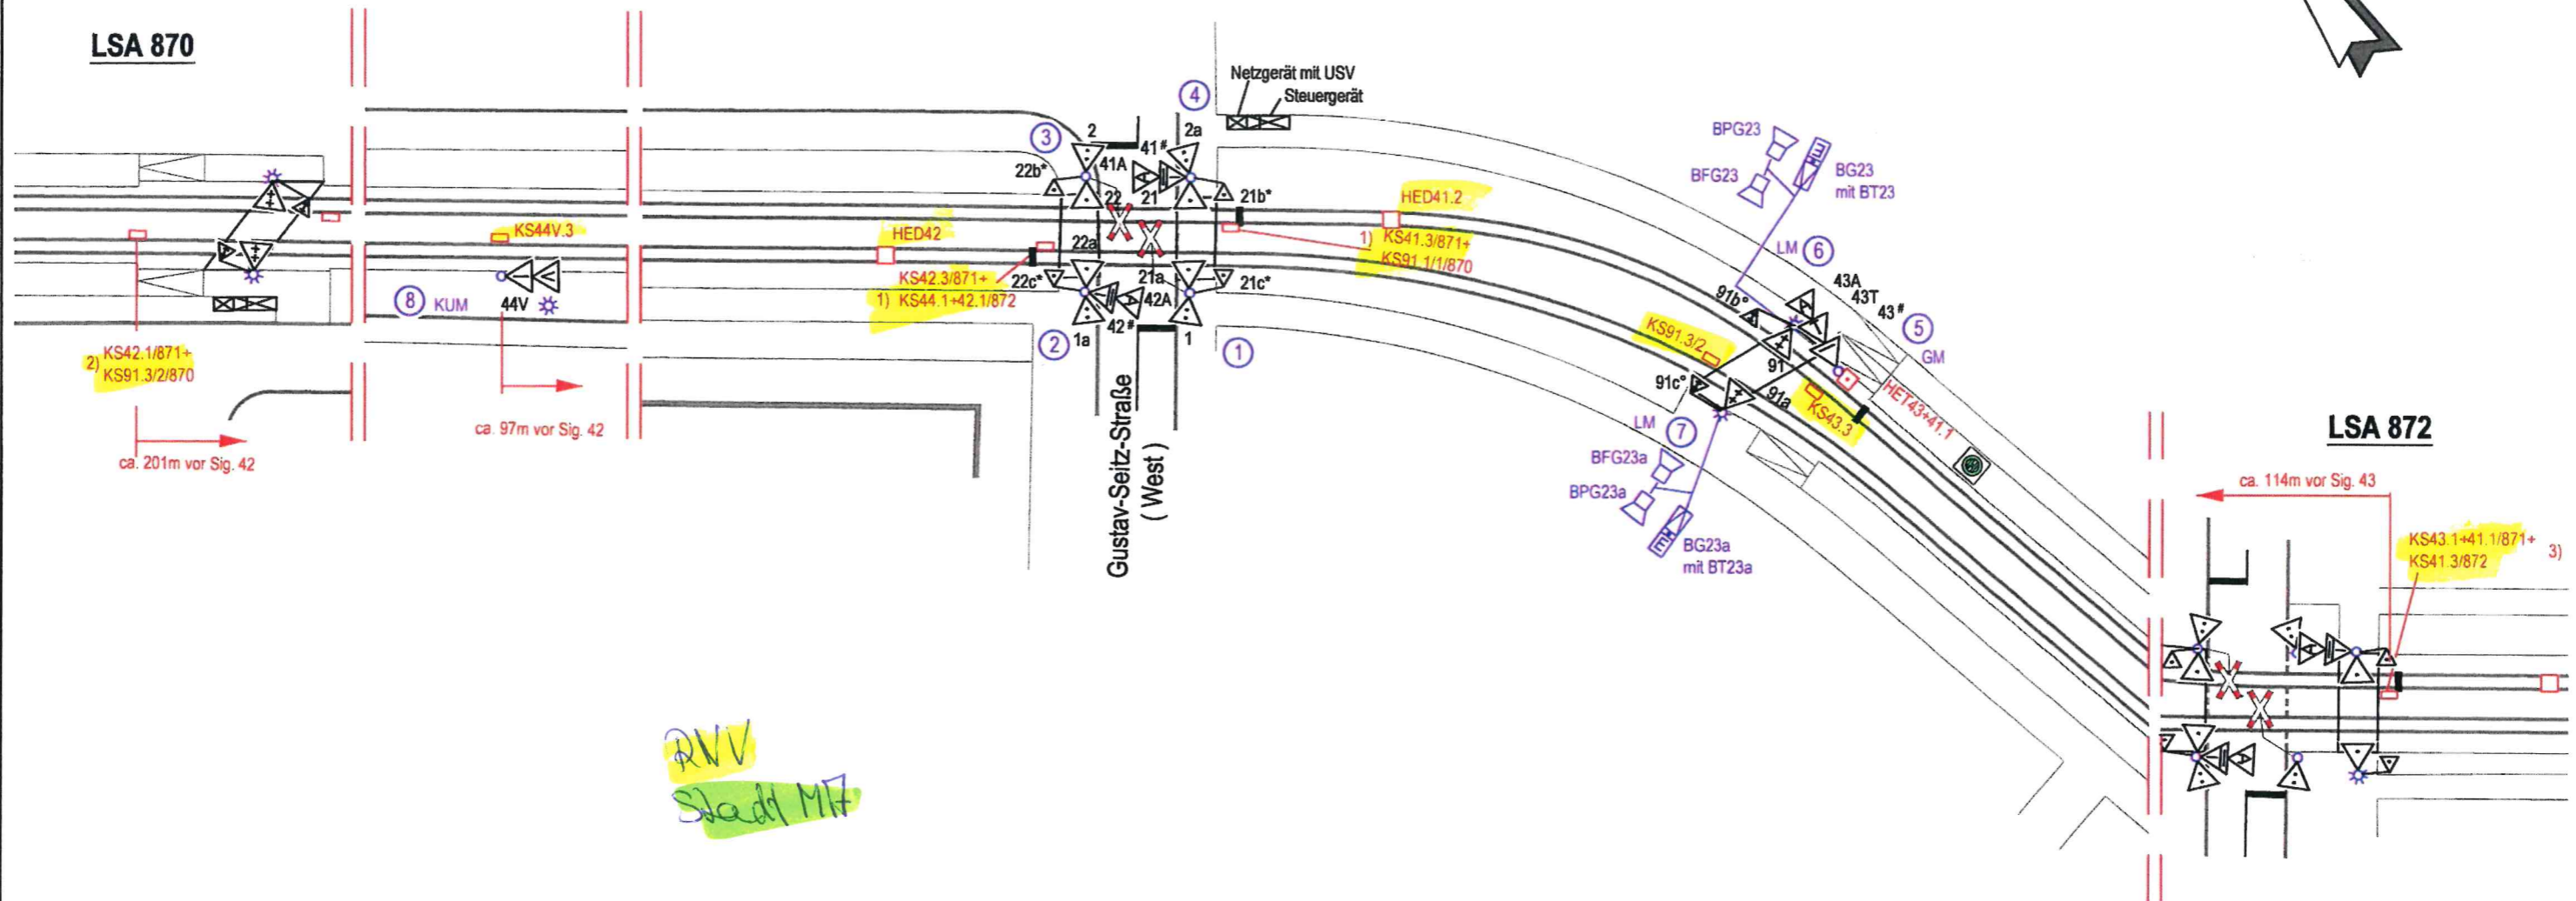 LSA 870
2)
KS42.1/871+
KS91.3/2/870
ca. 201m vor Sig. 42
KS44V.3
8
KUM
44V
ca. 97m vor Sig. 42
HED42
KS42.3/871+
1) KS44.1+42.1/872
3
2
4
2a
41#
41A
22b*
22
21
21b*
22a
22c*
21a
21c*
42A
42#
2
1a
1
1
Gustav-Seitz-Straße
( West )
Netzgerät mit USV
Steuergerät
HED41.2
1) KS41.3/871+
KS91.1/1/870
BPG23
BFG23
BG23
mit BT23
LM
6
43A
43T
43#
5
GM
91b°
91
91c°
91a
KS91.3/2
KS43.3
HET43+41.1
LM
7
BFG23a
BPG23a
BG23a
mit BT23a
LSA 872
ca. 114m vor Sig. 43
KS43.1+41.1/871+
3)
KS41.3/872
RNV
Stadt MA